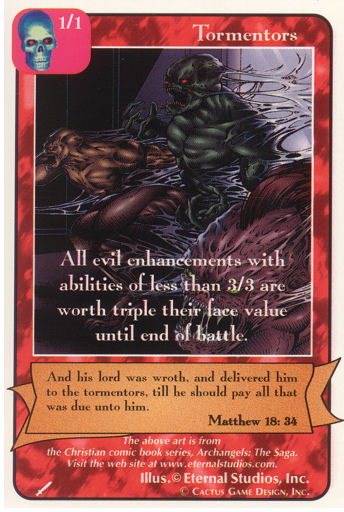 1/1
Tormentors
All evil enhancements with
abilities of less than 3/3 are
worth triple their face value
until end of battle.
And his lord was wroth, and delivered him
to the tormentors, till he should pay all that
was due unto him.
Matthew 18: 34
The above art is from
the Christian comic book series, Archangels: The Saga.
Visit the web site at www.eternalstudios.com.
Illus.© Eternal Studios, Inc.
© Cactus Game Design, Inc.